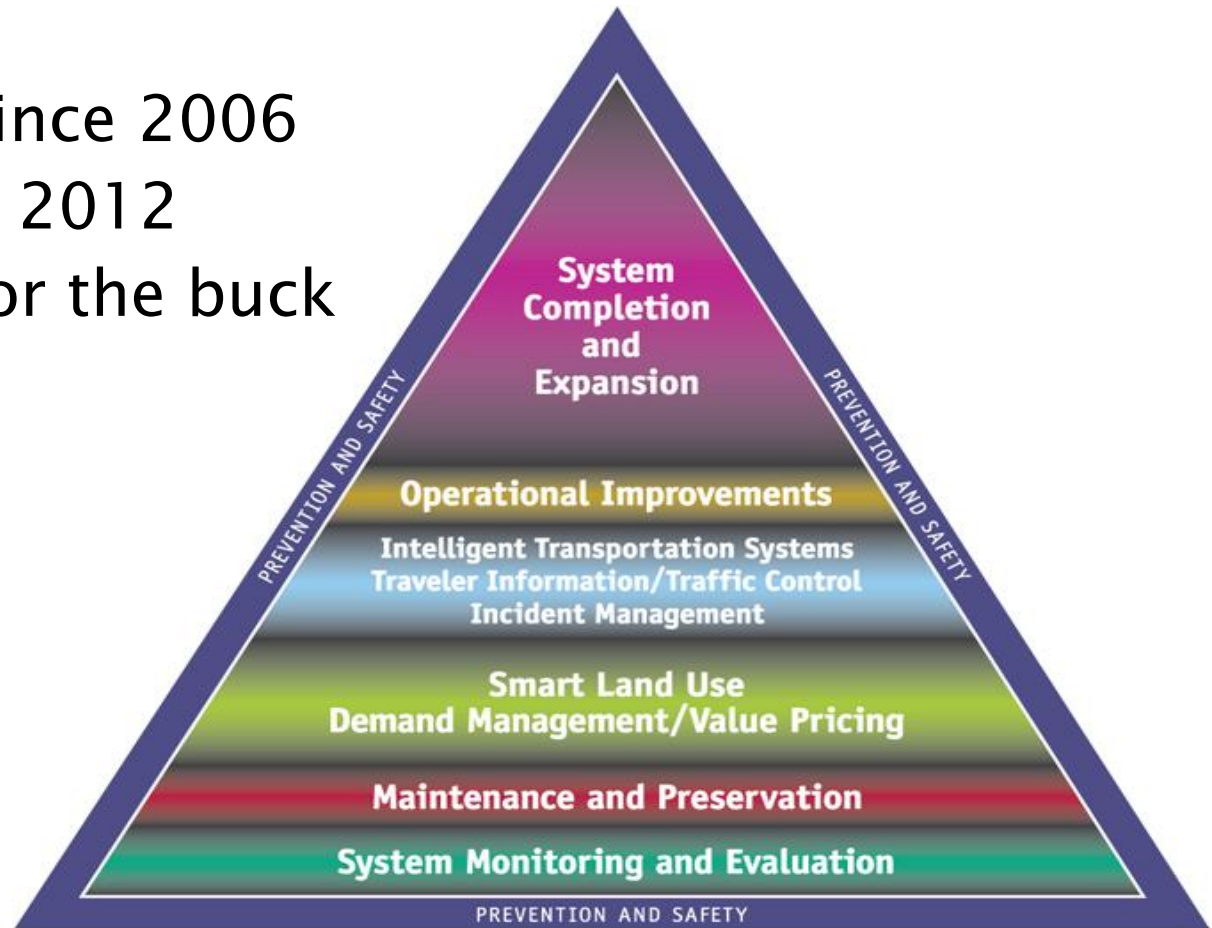 since 2006
2012
or the buck
System
Completion
and
Expansion
PREVENTION AND SAFETY
PREVENTION AND SAFETY
Operational Improvements
Intelligent Transportation Systems
Traveler Information/Traffic Control
Incident Management
Smart Land Use
Demand Management/Value Pricing
Maintenance and Preservation
System Monitoring and Evaluation
PREVENTION AND SAFETY